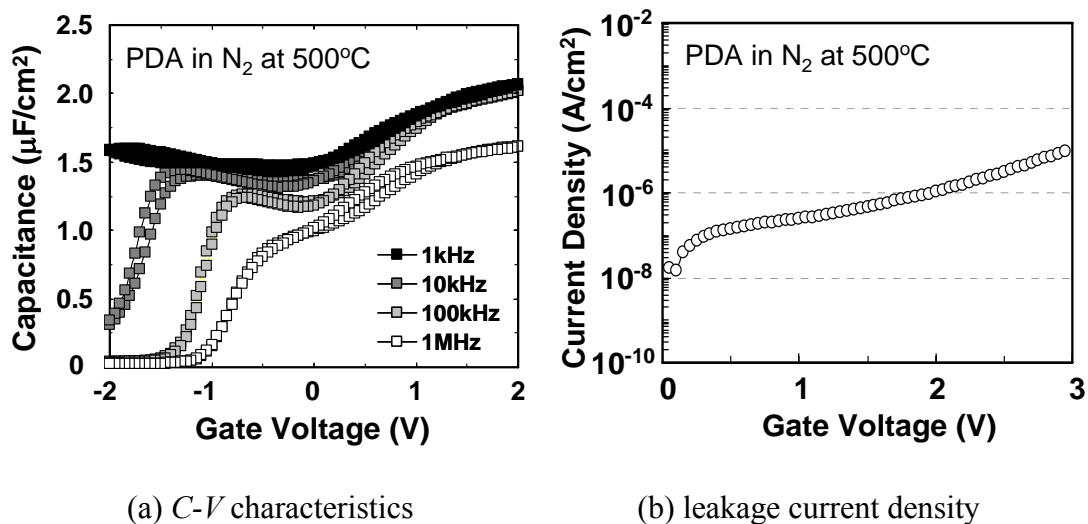 PDA in N₂ at 500ºC
Capacitance (µF/cm²)
2.5
2.0
1.5
1.0
0.5
0
-2
-1
0
1
2
Gate Voltage (V)
1kHz
10kHz
100kHz
1MHz
(a) C-V characteristics
PDA in N₂ at 500ºC
Current Density (A/cm²)
10⁻²
10⁻⁴
10⁻⁶
10⁻⁸
10⁻¹⁰
0
1
2
3
Gate Voltage (V)
(b) leakage current density